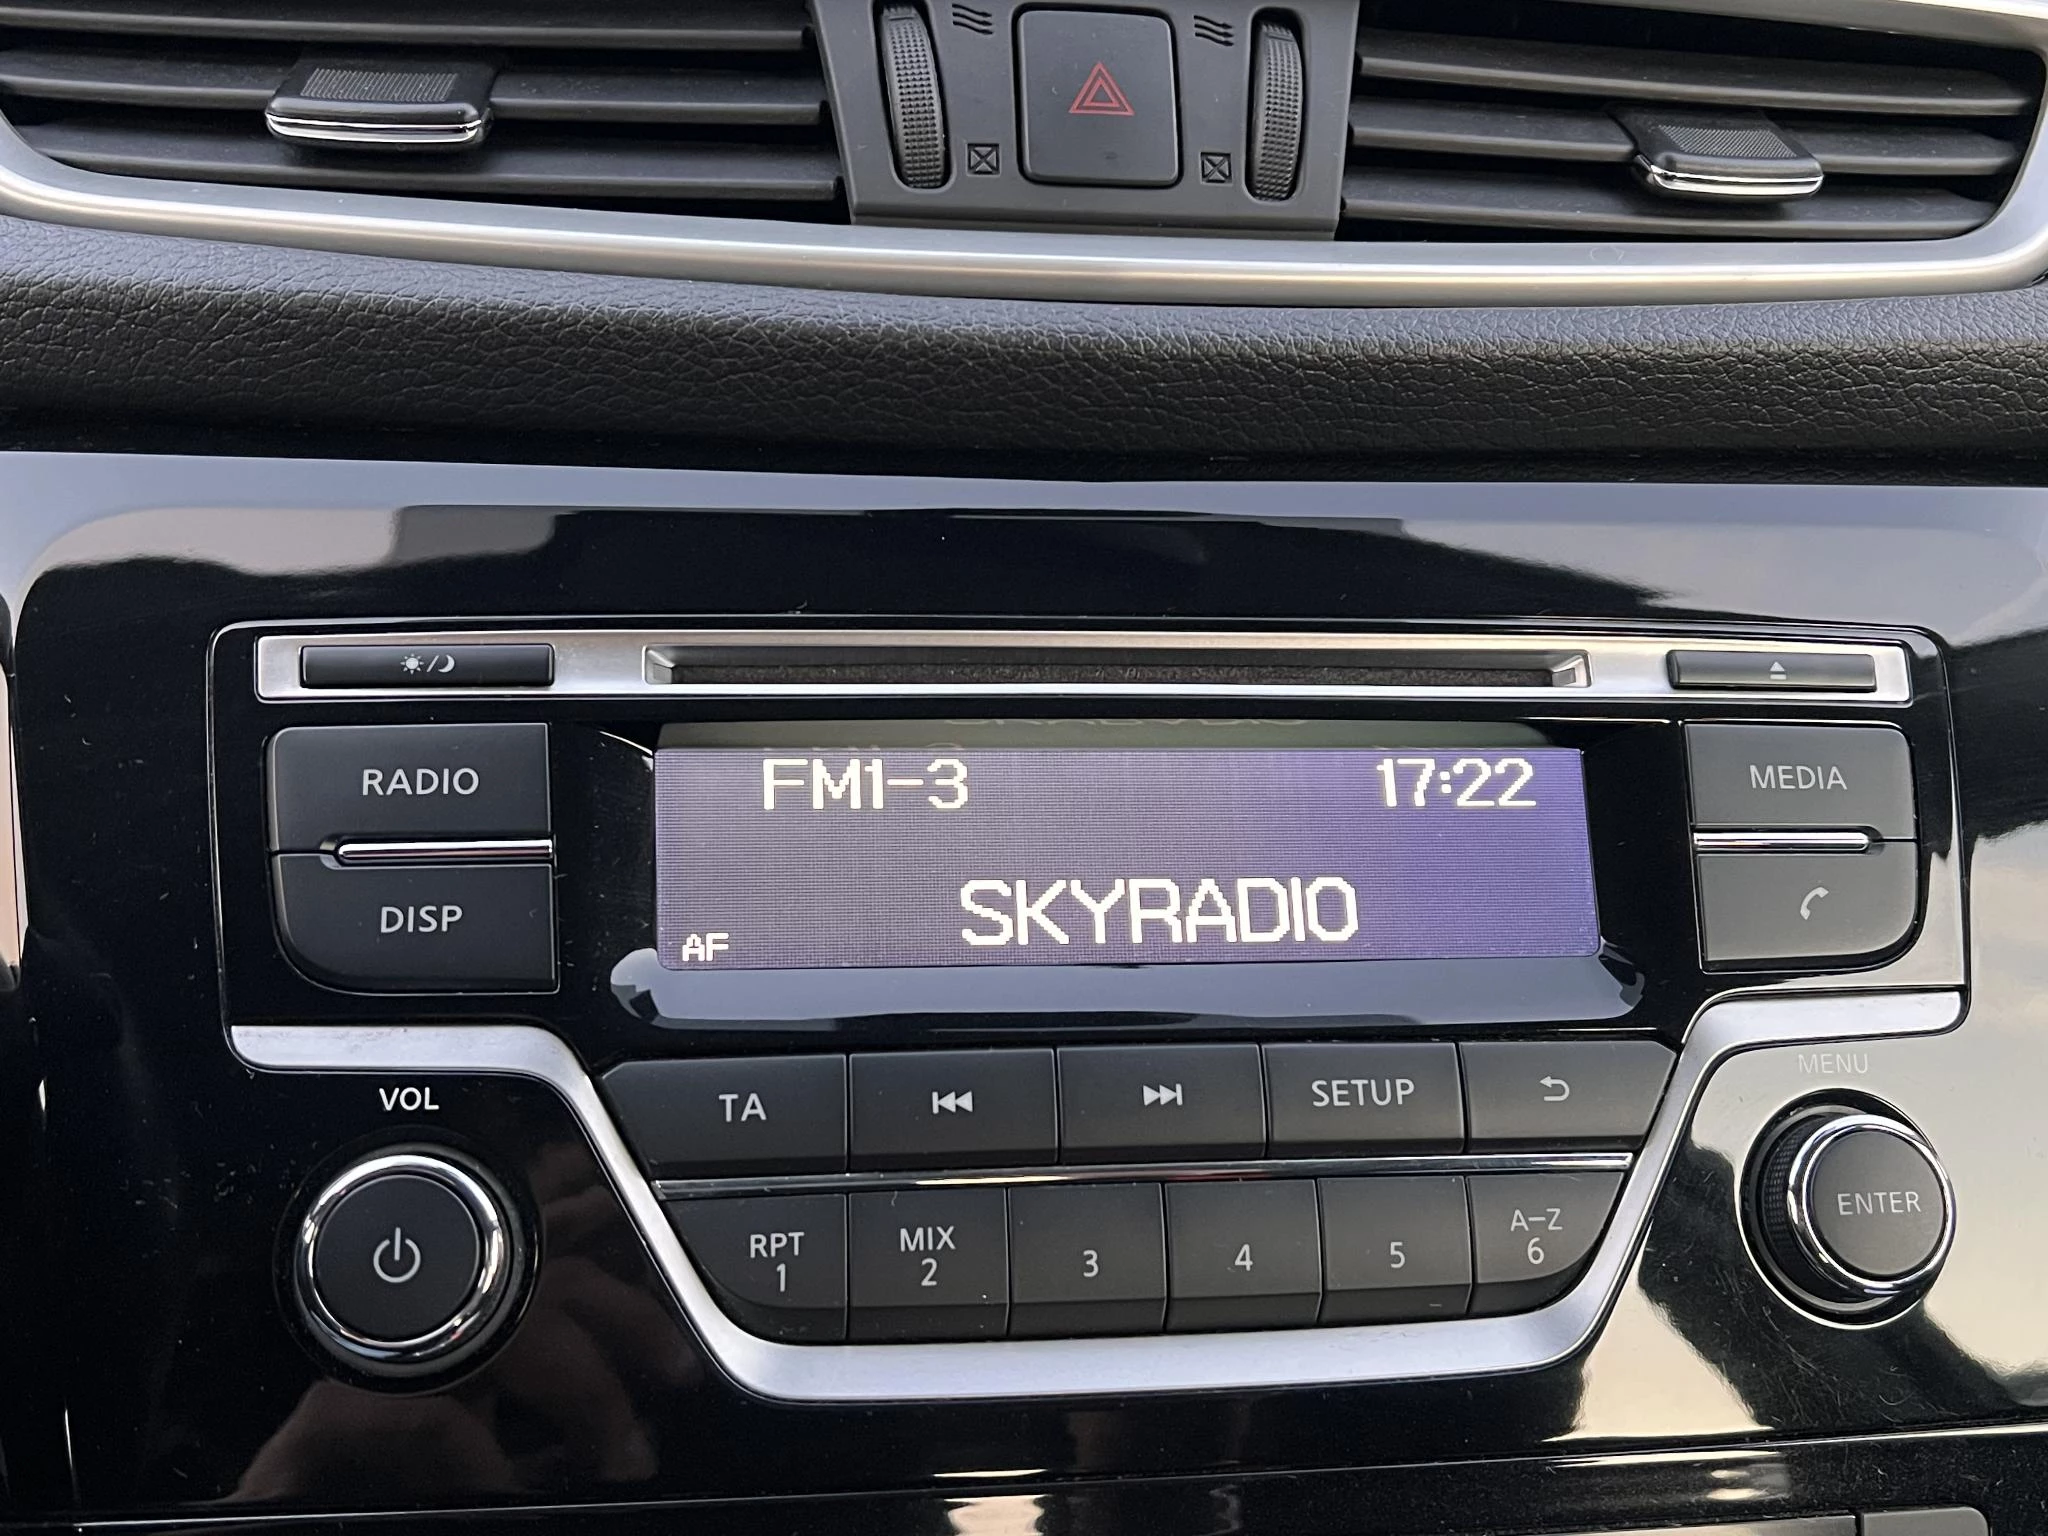 RADIO
DISP
FM1-3 17:22
SKYRADIO
AF
MEDIA
VOL
TA
SETUP
MENU
RPT
1
MIX
2
3
4
5
A-Z
6
ENTER